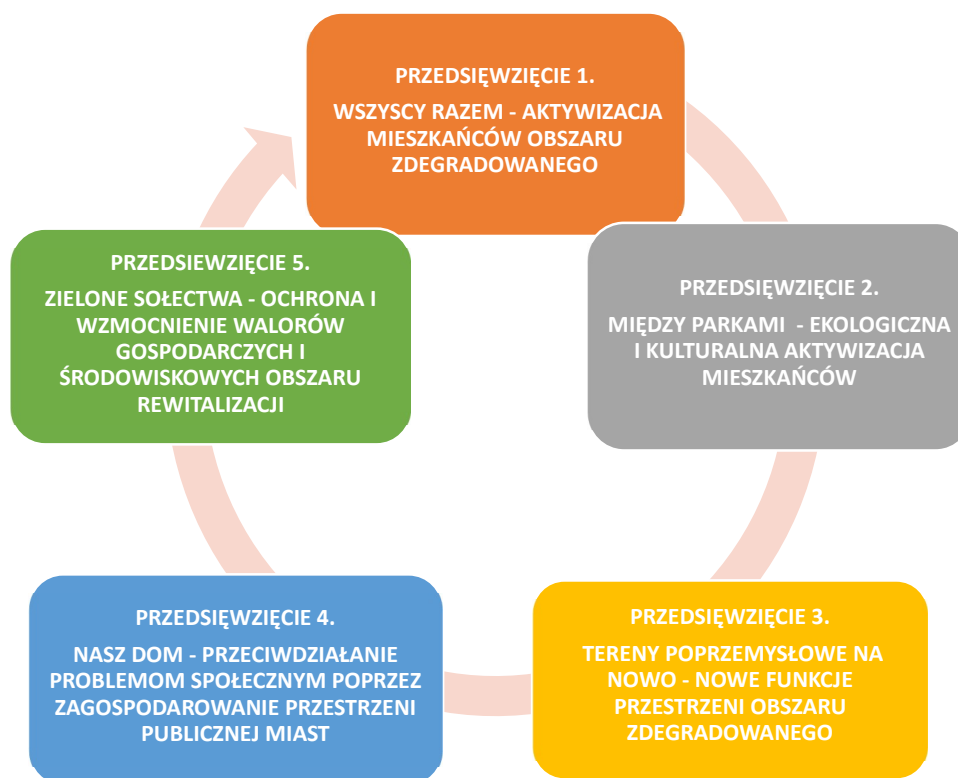 PRZEDSIĘWZIĘCIE 1.
WSZYSCY RAZEM - AKTYWIZACJA
MIESZKAŃCÓW OBSZARU
ZDEGRADOWANEGO
PRZEDSIĘWZIĘCIE 2.
MIĘDZY PARKAMI - EKOLOGICZNA
I KULTURALNA AKTYWIZACJA
MIESZKAŃCÓW
PRZEDSIĘWZIĘCIE 3.
TERENY POPRZEMYSŁOWE NA
NOWO - NOWE FUNKCJE
PRZESTRZENI OBSZARU
ZDEGRADOWANEGO
PRZEDSIĘWZIĘCIE 4.
NASZ DOM - PRZECIWDZIAŁANIE
PROBLEMOM SPOŁECZNYM POPRZEZ
ZAGOSPODAROWANIE PRZESTRZENI
PUBLICZNEJ MIAST
PRZEDSIEWZIĘCIE 5.
ZIELONE SOŁECTWA - OCHRONA I
WZMOCNIENIE WALORÓW
GOSPODARCZYCH I
ŚRODOWISKOWYCH OBSZARU
REWITALIZACJI